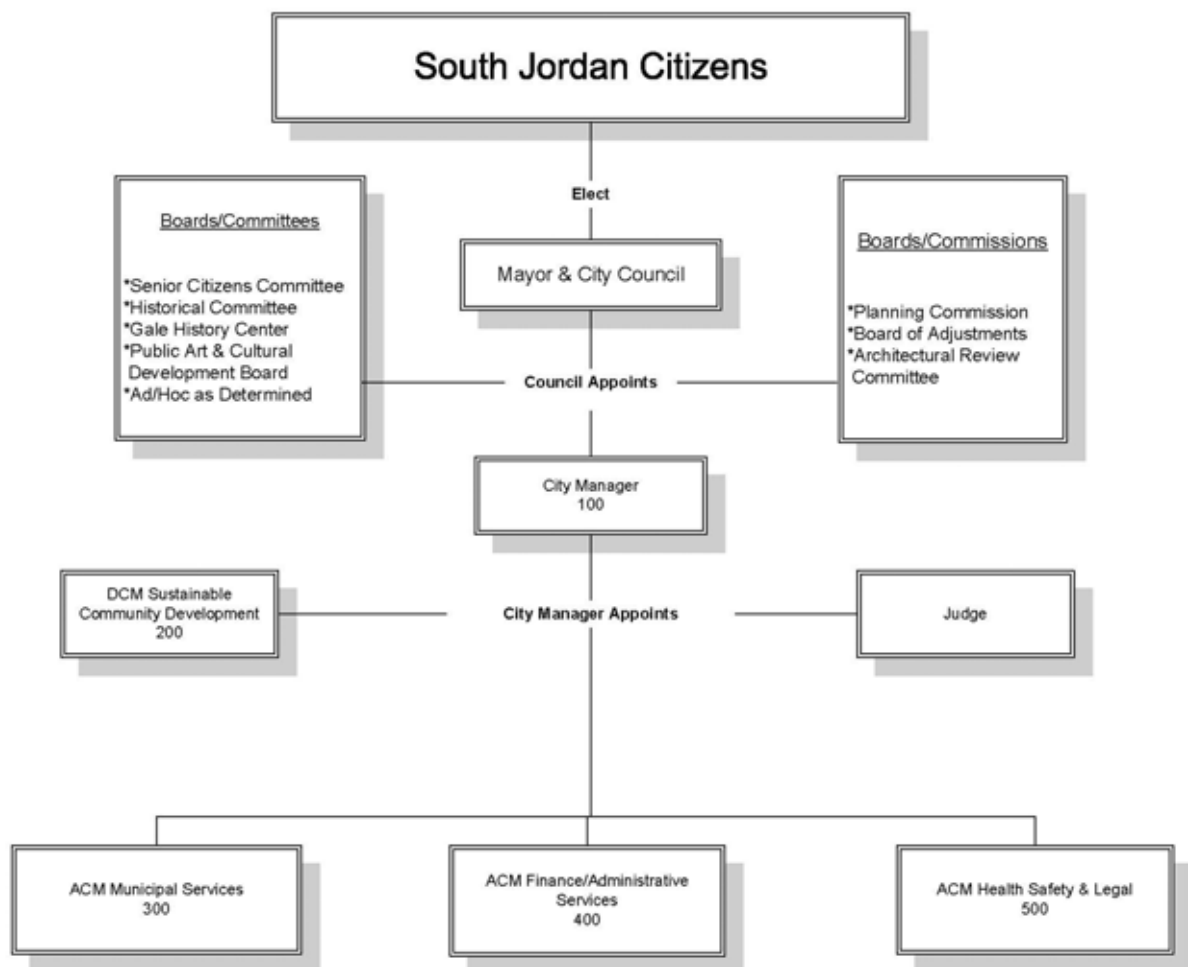 South Jordan Citizens
Elect
Boards/Committees
*Senior Citizens Committee
*Historical Committee
*Gale History Center
*Public Art & Cultural
Development Board
*Ad/Hoc as Determined
Mayor & City Council
Boards/Commissions
*Planning Commission
*Board of Adjustments
*Architectural Review
Committee
Council Appoints
City Manager
100
DCM Sustainable
Community Development
200
City Manager Appoints
Judge
ACM Municipal Services
300
ACM Finance/Administrative
Services
400
ACM Health Safety & Legal
500